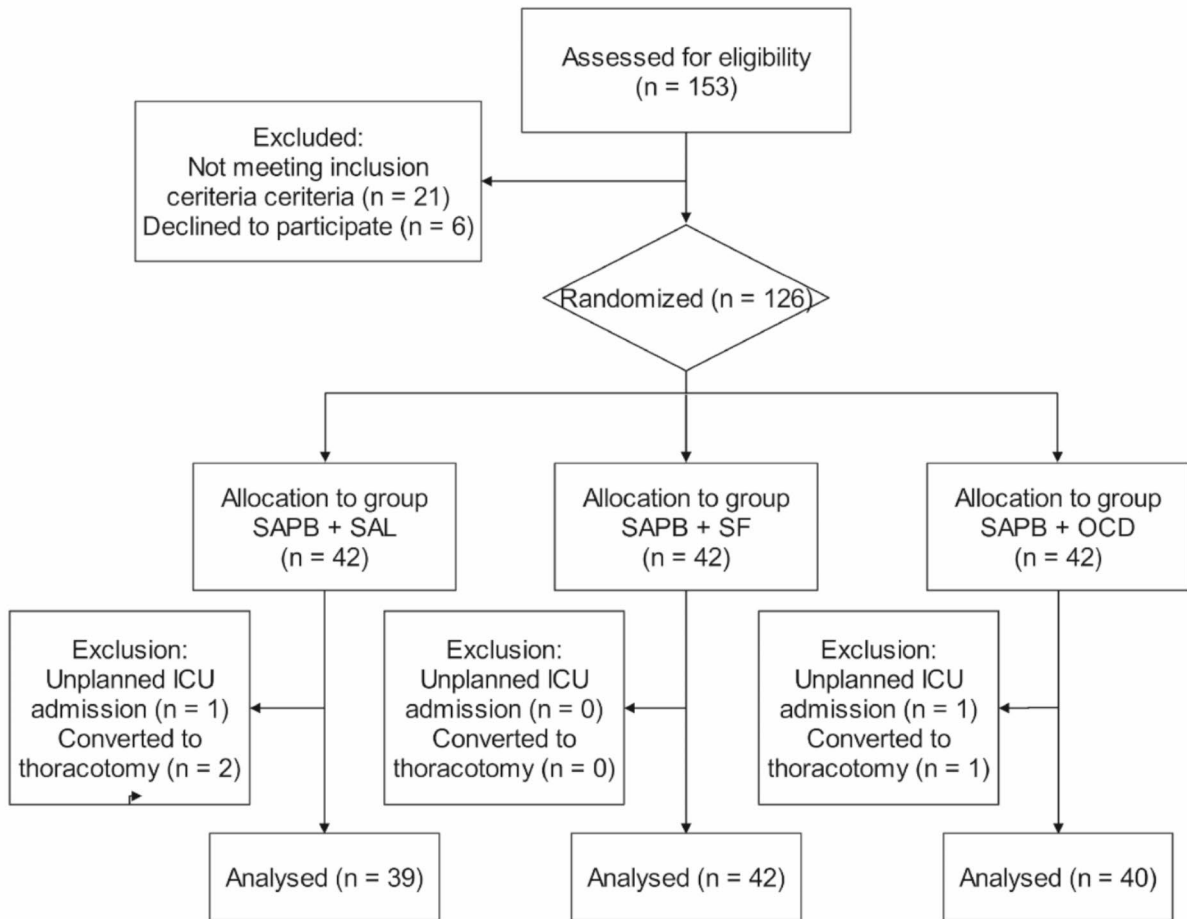 Assessed for eligibility
(n = 153)
Excluded:
Not meeting inclusion
ceriteria ceriteria (n = 21)
Declined to participate (n = 6)
Randomized (n = 126)
Allocation to group
SAPB + SAL
(n = 42)
Allocation to group
SAPB + SF
(n = 42)
Allocation to group
SAPB + OCD
(n = 42)
Exclusion:
Unplanned ICU
admission (n = 1)
Converted to
thoracotomy (n = 2)
Exclusion:
Unplanned ICU
admission (n = 0)
Converted to
thoracotomy (n = 0)
Exclusion:
Unplanned ICU
admission (n = 1)
Converted to
thoracotomy (n = 1)
Analysed (n = 39)
Analysed (n = 42)
Analysed (n = 40)